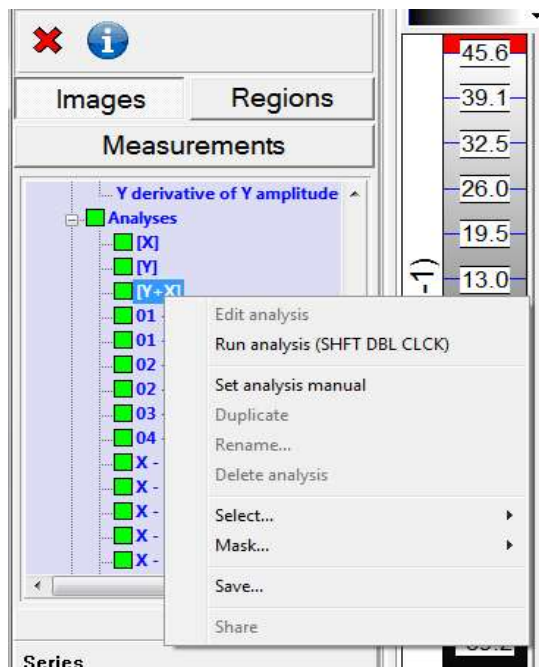 45.6
Images
Regions
39.1
Measurements
32.5
Y derivative of Y amplitude
26.0
Analyses
[X]
19.5
[Y]
[Y+X]
13.0
-1)
01 -
Edit analysis
01 -
Run analysis (SHFT DBL CLCK)
02 -
02 -
Set analysis manual
03 -
Duplicate
04 -
Rename...
X -
Delete analysis
X -
X -
Select...
X -
Mask...
X -
Save...
Share
Series